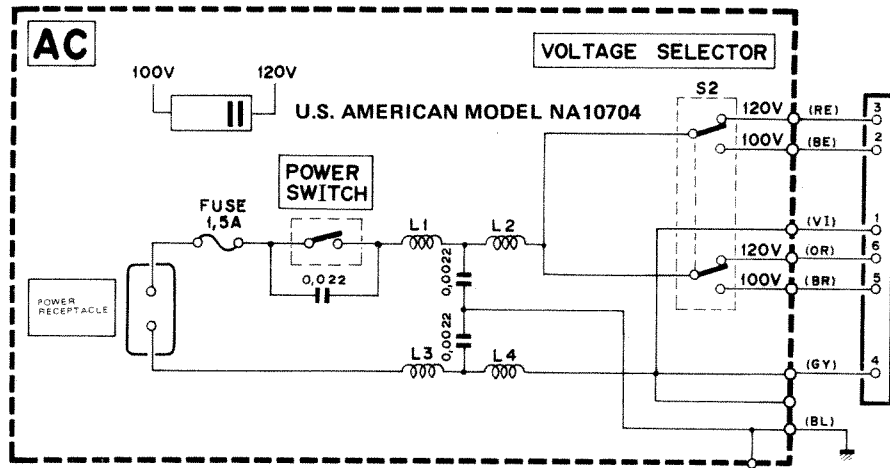 AC
VOLTAGE SELECTOR
100V 120V
S2
U.S. AMERICAN MODEL NA10704
120V (RE) 3
100V (BE) 2
POWER
SWITCH
FUSE
1,5A
L1 L2
(VI) 1
120V (OR) 6
100V (BR) 5
0,022
0,0022
POWER
RECEPTACLE
0,0022
L3 L4
(GY) 4
(BL)